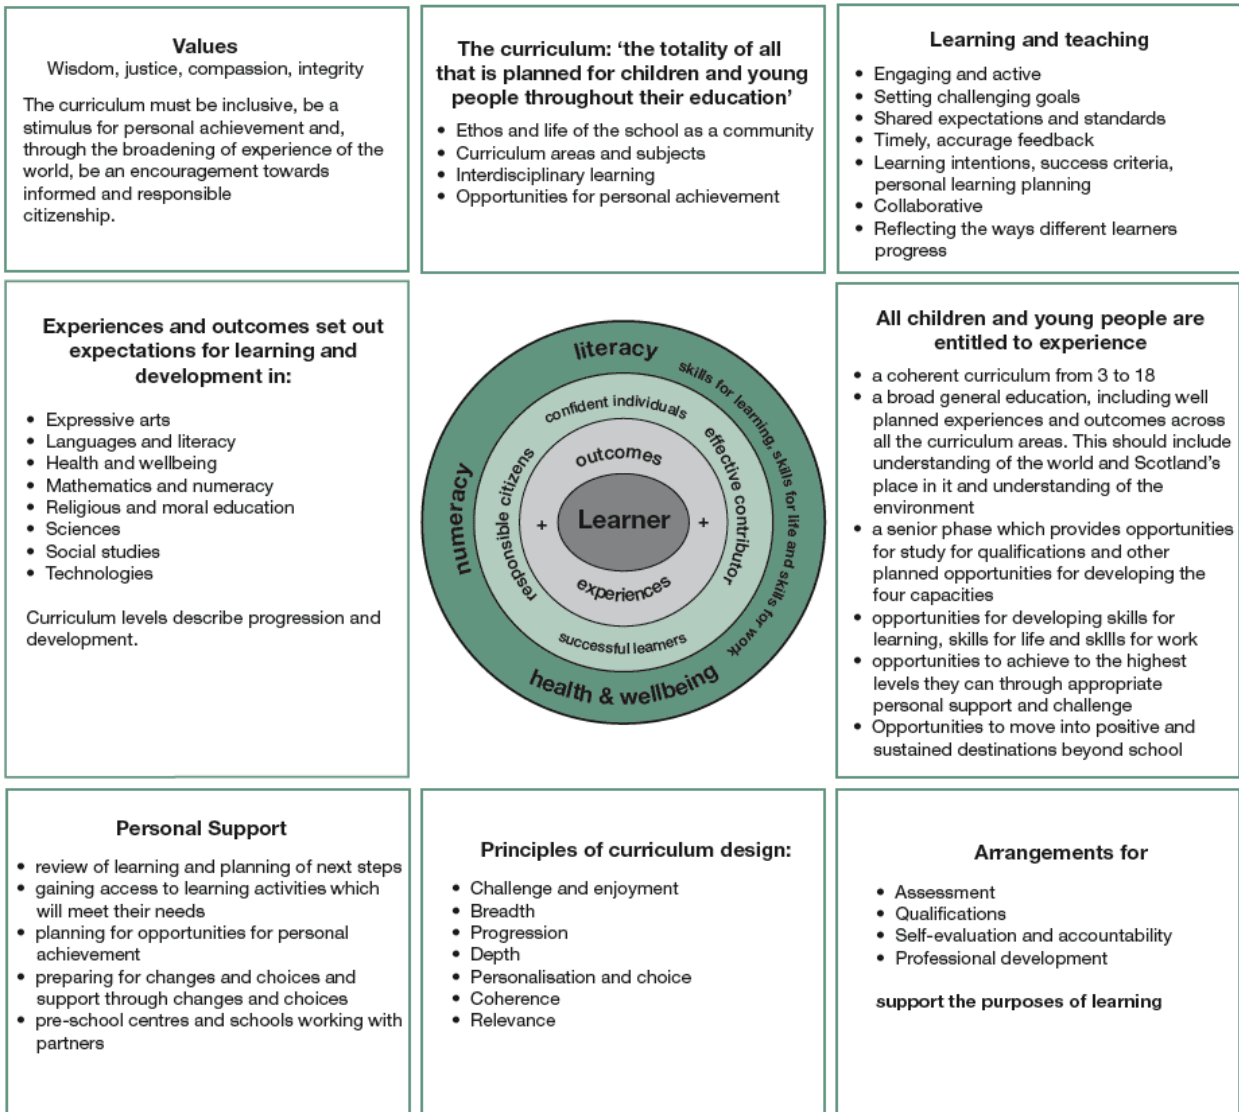 Values
Wisdom, justice, compassion, integrity
The curriculum must be inclusive, be a
stimulus for personal achievement and,
through the broadening of experience of the
world, be an encouragement towards
informed and responsible
citizenship.
The curriculum: ‘the totality of all
that is planned for children and young
people throughout their education’
• Ethos and life of the school as a community
• Curriculum areas and subjects
• Interdisciplinary learning
• Opportunities for personal achievement
Learning and teaching
• Engaging and active
• Setting challenging goals
• Shared expectations and standards
• Timely, accurage feedback
• Learning intentions, success criteria,
personal learning planning
• Collaborative
• Reflecting the ways different learners
progress
Experiences and outcomes set out
expectations for learning and
development in:
• Expressive arts
• Languages and literacy
• Health and wellbeing
• Mathematics and numeracy
• Religious and moral education
• Sciences
• Social studies
• Technologies
Curriculum levels describe progression and
development.
literacy
skills for learning, skills for life and skills for work
numeracy
health & wellbeing
confident individuals
effective contributor
responsible citizens
successful learners
outcomes
+
Learner
+
experiences
All children and young people are
entitled to experience
• a coherent curriculum from 3 to 18
• a broad general education, including well
planned experiences and outcomes across
all the curriculum areas. This should include
understanding of the world and Scotland’s
place in it and understanding of the
environment
• a senior phase which provides opportunities
for study for qualifications and other
planned opportunities for developing the
four capacities
• opportunities for developing skills for
learning, skills for life and skills for work
• opportunities to achieve to the highest
levels they can through appropriate
personal support and challenge
• Opportunities to move into positive and
sustained destinations beyond school
Personal Support
• review of learning and planning of next steps
• gaining access to learning activities which
will meet their needs
• planning for opportunities for personal
achievement
• preparing for changes and choices and
support through changes and choices
• pre-school centres and schools working with
partners
Principles of curriculum design:
• Challenge and enjoyment
• Breadth
• Progression
• Depth
• Personalisation and choice
• Coherence
• Relevance
Arrangements for
• Assessment
• Qualifications
• Self-evaluation and accountability
• Professional development
support the purposes of learning